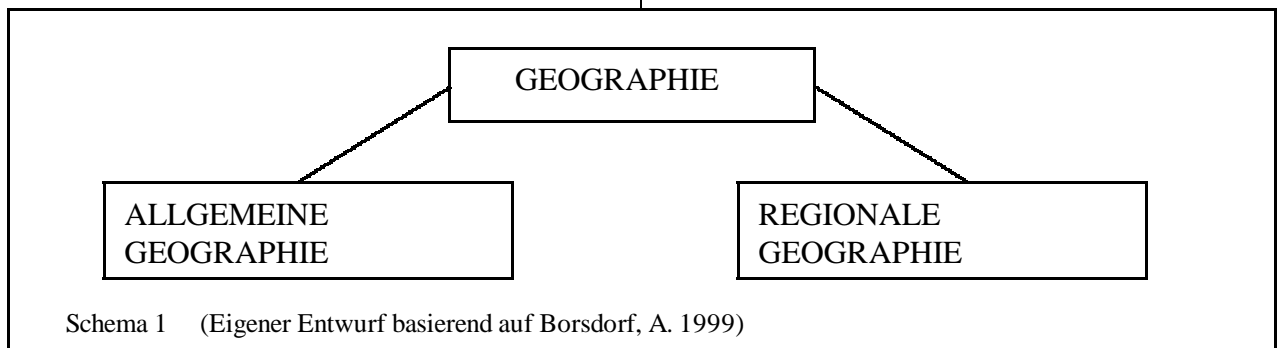 GEOGRAPHIE
ALLGEMEINE
GEOGRAPHIE
REGIONALE
GEOGRAPHIE
Schema 1 (Eigener Entwurf basierend auf Borsdorf, A. 1999)